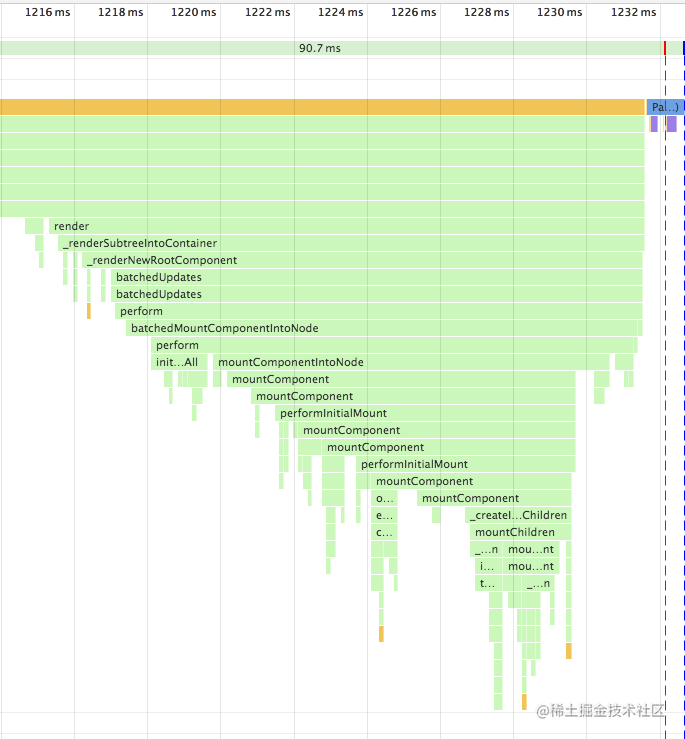 1216 ms 1218 ms 1220 ms 1222 ms 1224 ms 1226 ms 1228 ms 1230 ms 1232 ms
90.7 ms
Pa...)
render
_renderSubtreeIntoContainer
_renderNewRootComponent
batchedUpdates
batchedUpdates
perform
batchedMountComponentIntoNode
perform
init...All mountComponentIntoNode
mountComponent
mountComponent
performInitialMount
mountComponent
mountComponent
performInitialMount
mountComponent
o... mountComponent
e... _createI...Children
c... mountChildren
_...n mou...nt
i... mou...nt
t... _...n
@稀土掘金技术社区